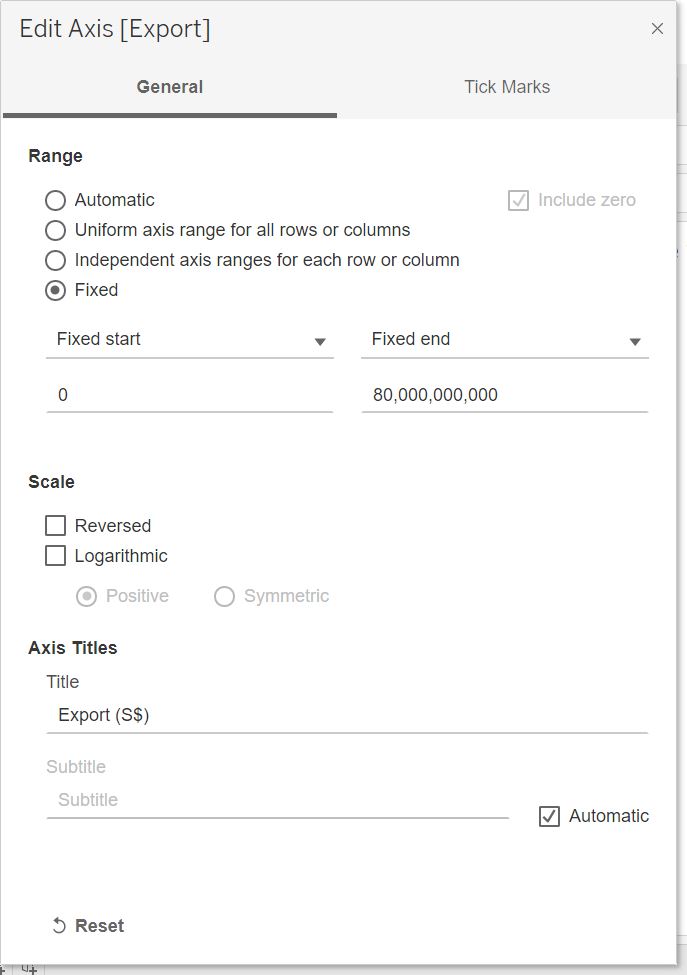 Edit Axis [Export]
General Tick Marks
Range
Automatic Include zero
Uniform axis range for all rows or columns
Independent axis ranges for each row or column
Fixed
Fixed start Fixed end
0 80,000,000,000
Scale
Reversed
Logarithmic
Positive Symmetric
Axis Titles
Title
Export (S$)
Subtitle
Subtitle
Automatic
Reset